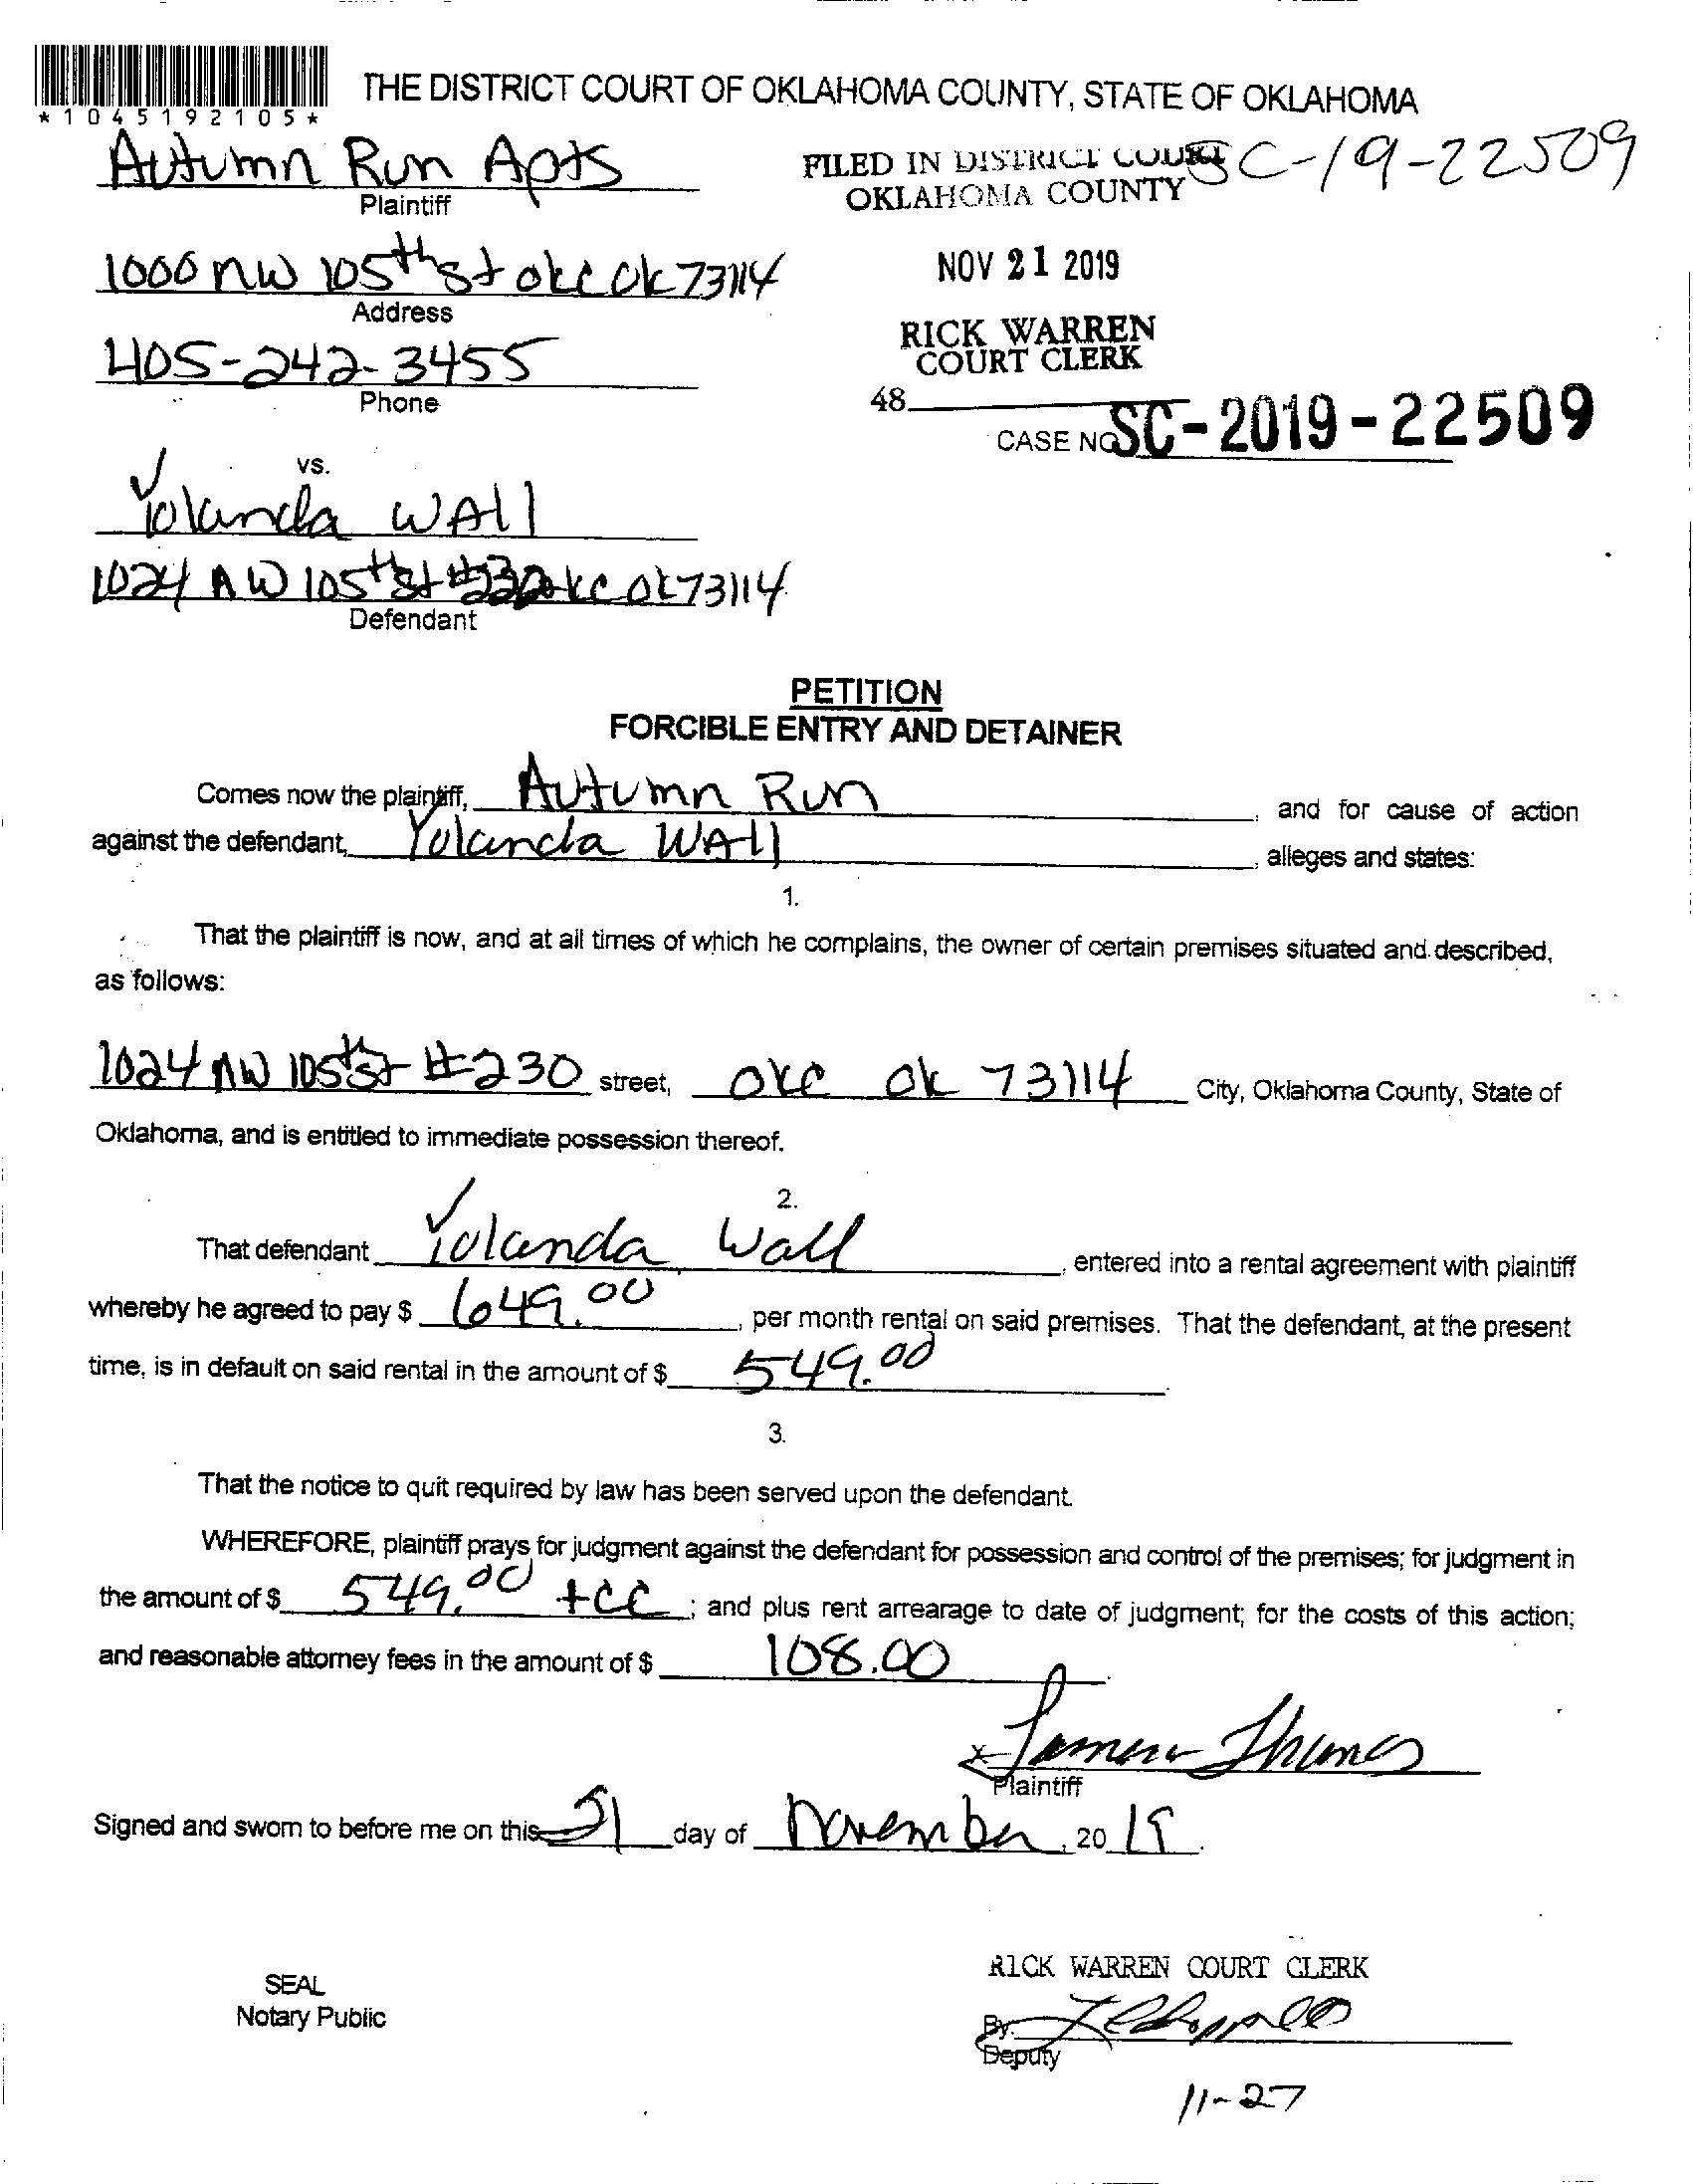 THE DISTRICT COURT OF OKLAHOMA COUNTY, STATE OF OKLAHOMA
*1045192105*
Autumn Run Apts
Plaintiff
FILED IN DISTRICT COURT
OKLAHOMA COUNTY
SC-19-22509
1000 NW 105th St okc ok 73114
Address
NOV 21 2019
405-242-3455
Phone
RICK WARREN
COURT CLERK
48
CASE NO SC-2019-22509
vs.
Yolanda WAll
1024 NW 105th st okc ok 73114
Defendant
PETITION
FORCIBLE ENTRY AND DETAINER
Comes now the plaintiff, Autumn Run, and for cause of action
against the defendant, Yolanda WAll, alleges and states:
1.
That the plaintiff is now, and at all times of which he complains, the owner of certain premises situated and described,
as follows:
1024 NW 105th st #230 street, okc ok 73114 City, Oklahoma County, State of
Oklahoma, and is entitled to immediate possession thereof.
2.
That defendant Yolanda Wall, entered into a rental agreement with plaintiff
whereby he agreed to pay $ 649.00, per month rental on said premises. That the defendant, at the present
time, is in default on said rental in the amount of $ 549.00.
3.
That the notice to quit required by law has been served upon the defendant.
WHEREFORE, plaintiff prays for judgment against the defendant for possession and control of the premises; for judgment in
the amount of $ 549.00 +CC; and plus rent arrearage to date of judgment; for the costs of this action;
and reasonable attorney fees in the amount of $ 108.00.
x
Plaintiff
Signed and sworn to before me on this 21 day of November, 20 19.
RICK WARREN COURT CLERK
SEAL
Notary Public
By:
Deputy
11-27